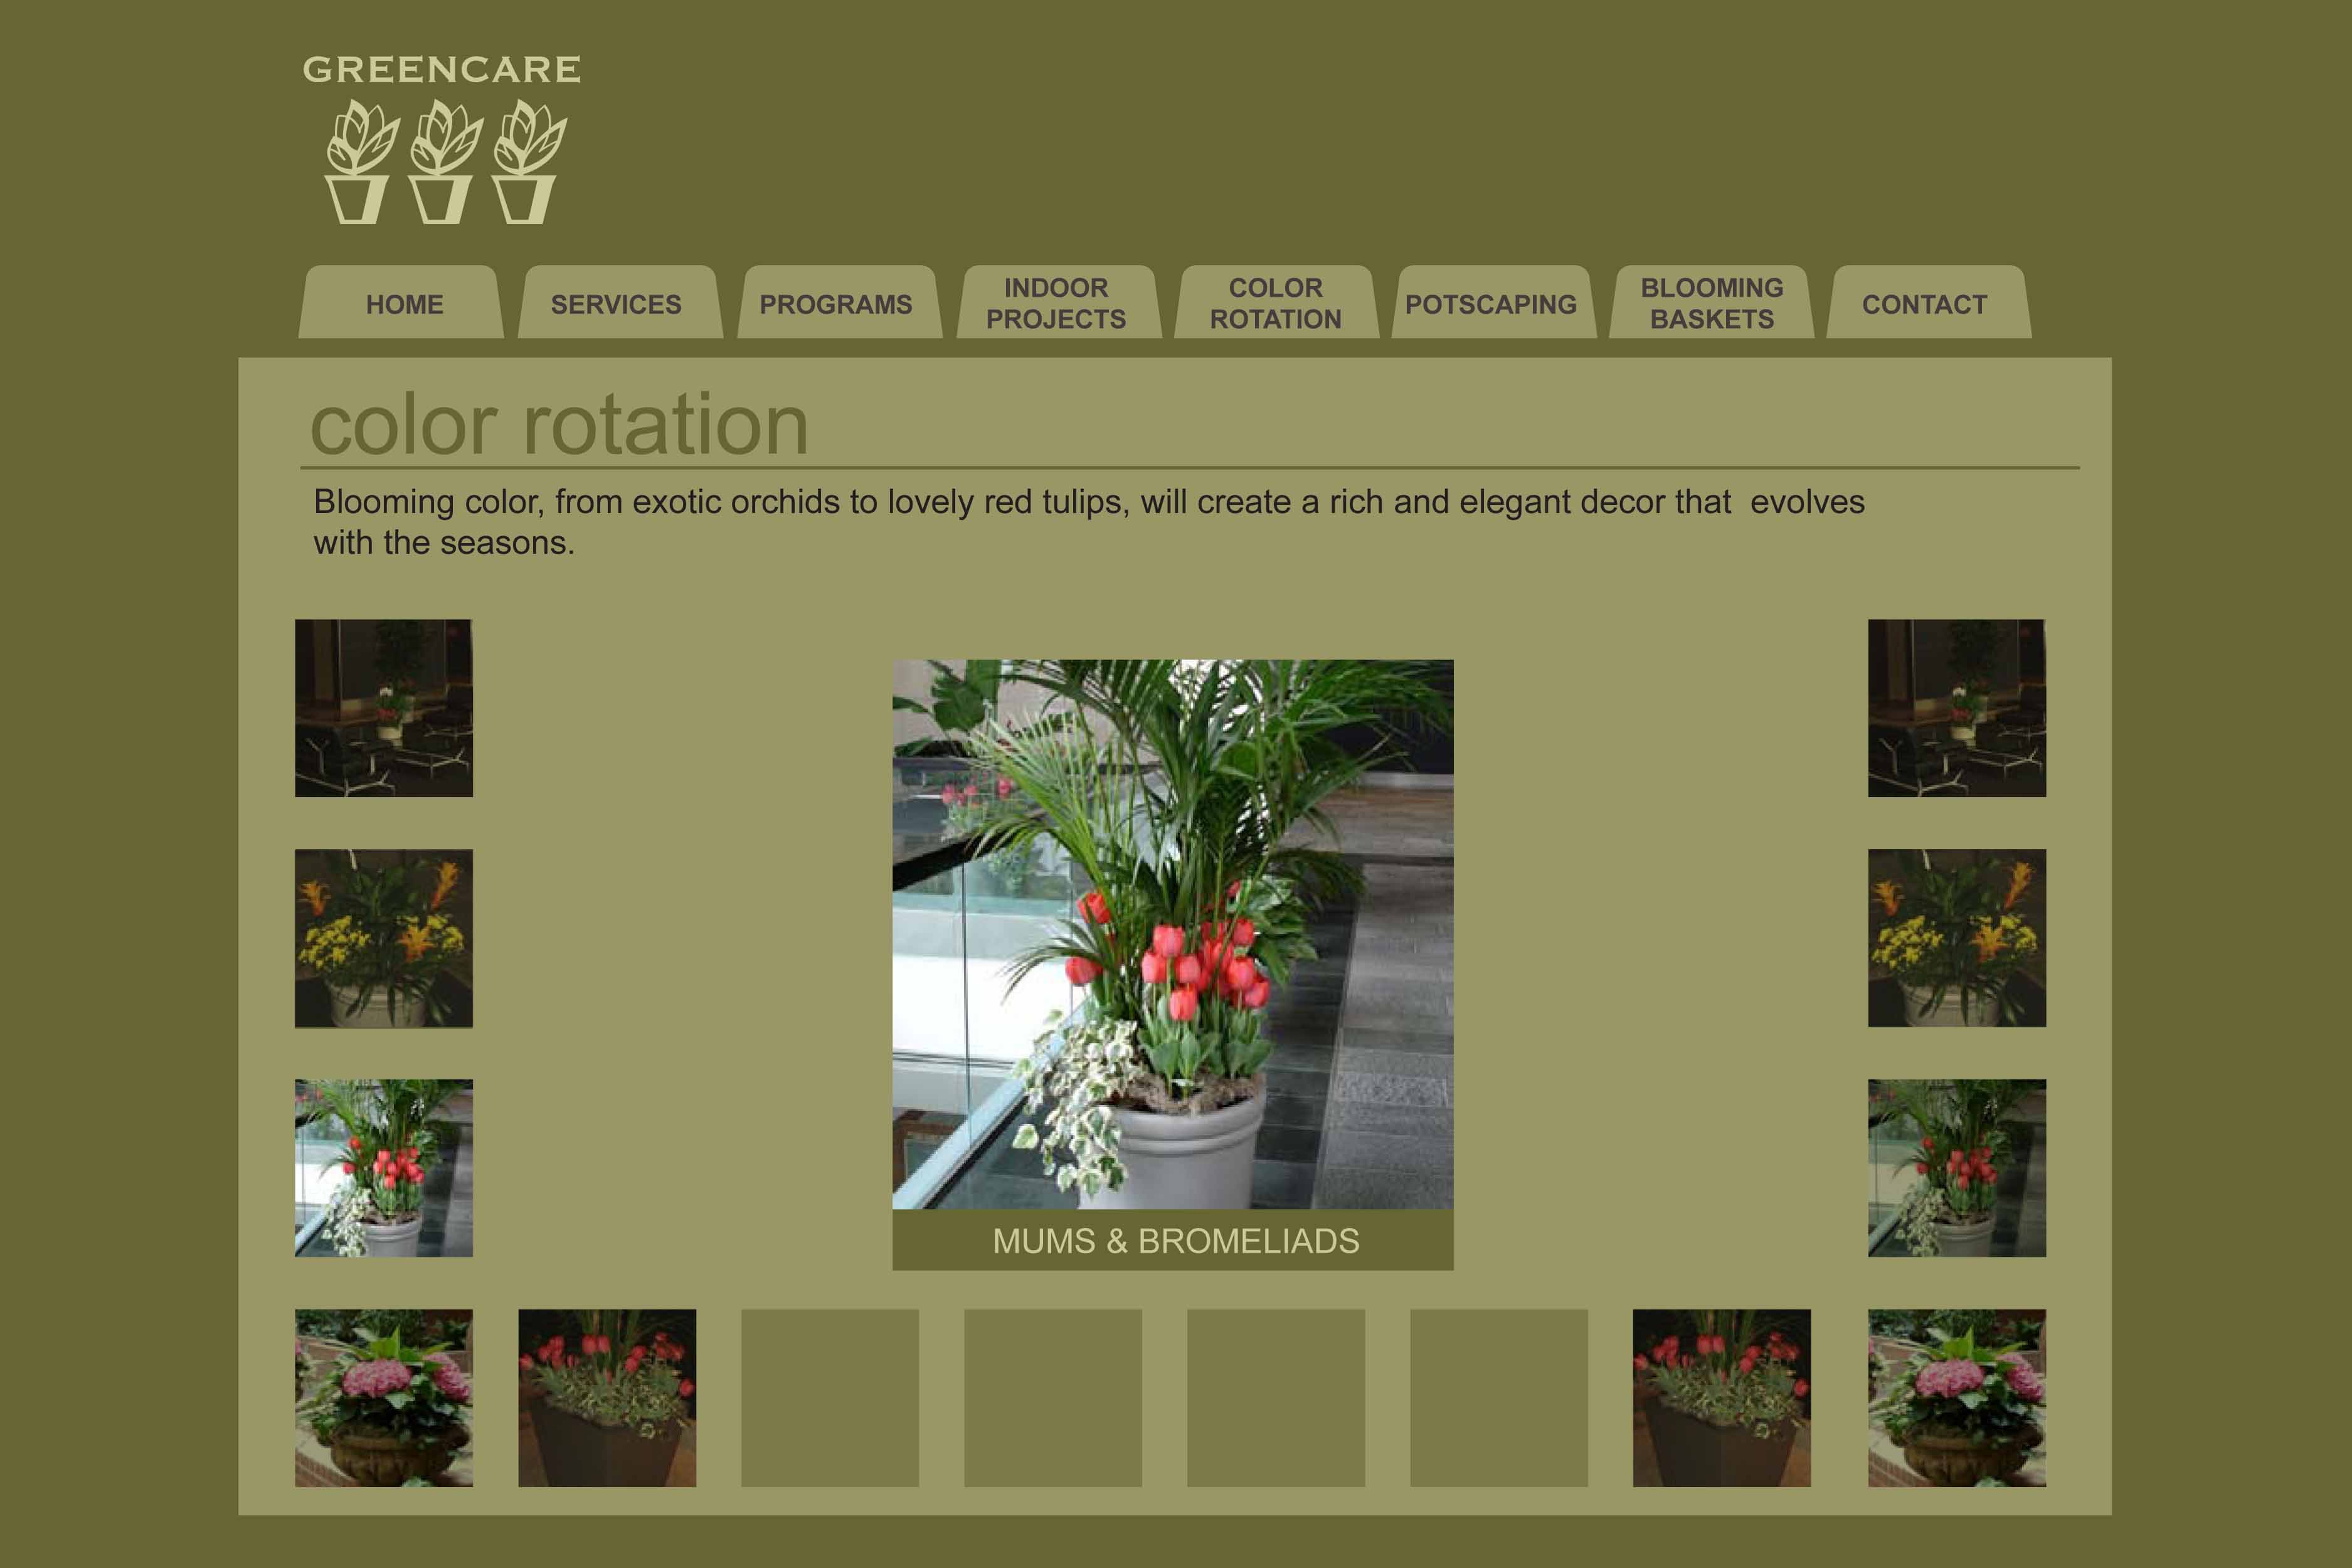 GREENCARE
HOME
SERVICES
PROGRAMS
INDOOR
PROJECTS
COLOR
ROTATION
POTSCAPING
BLOOMING
BASKETS
CONTACT
color rotation
Blooming color, from exotic orchids to lovely red tulips, will create a rich and elegant decor that  evolves
with the seasons.
MUMS & BROMELIADS